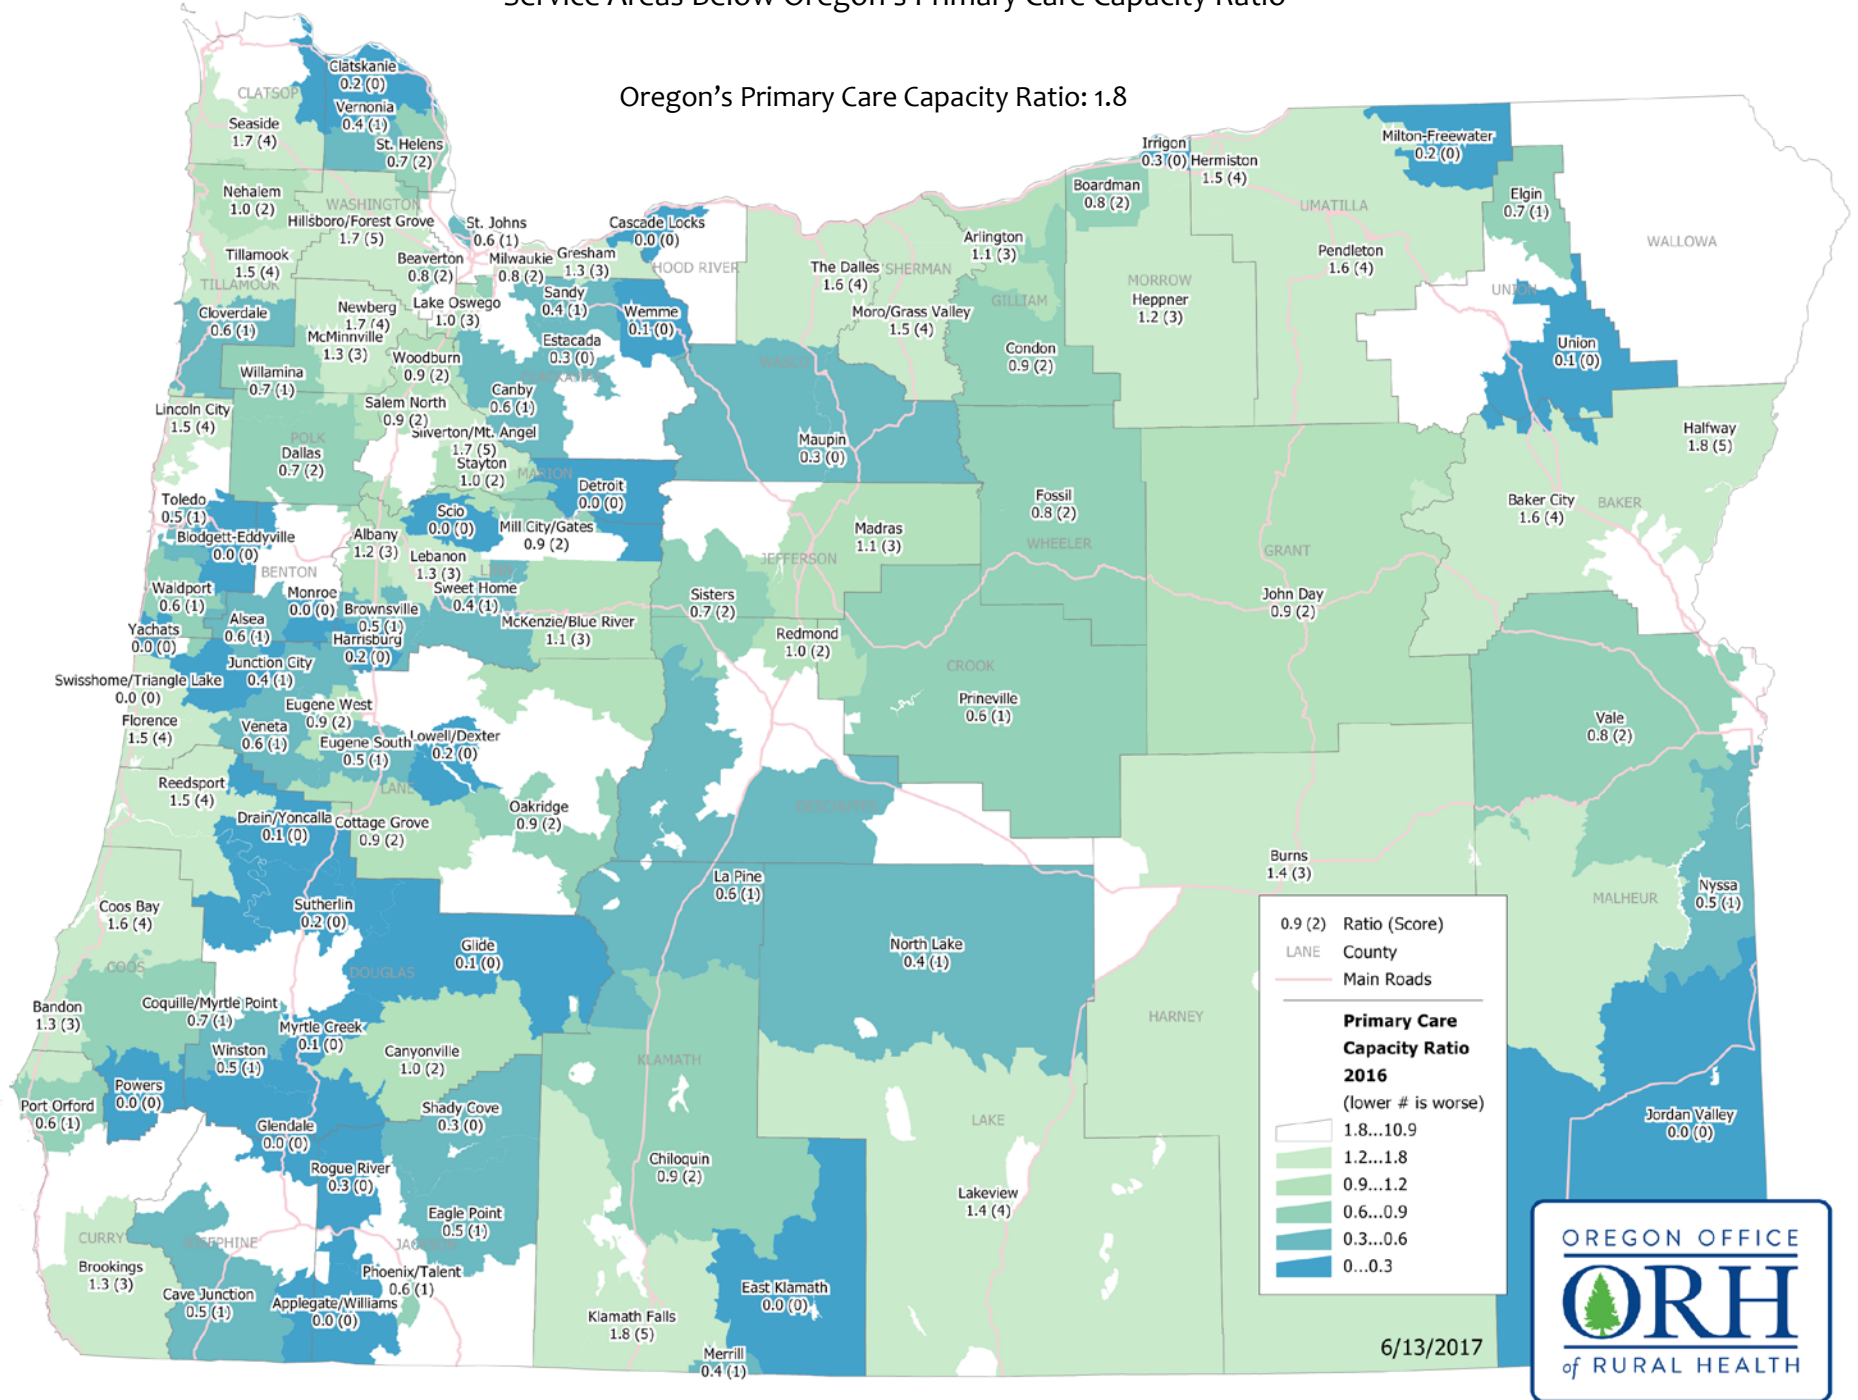 Service Areas Below Oregon's Primary Care Capacity Ratio
Oregon's Primary Care Capacity Ratio: 1.8
Clatskanie
0.2 (0)
CLATSOP
Vernonia
0.4 (1)
Seaside
1.7 (4)
St. Helens
0.7 (2)
Irrigon
0.3 (0)
Hermiston
1.5 (4)
Milton-Freewater
0.2 (0)
Boardman
0.8 (2)
Elgin
0.7 (1)
Nehalem
1.0 (2)
WASHINGTON
Hillsboro/Forest Grove
1.7 (5)
St. Johns
0.6 (1)
Cascade Locks
0.0 (0)
UMATILLA
WALLOWA
Tillamook
1.5 (4)
TILLAMOOK
Beaverton
0.8 (2)
Milwaukie
0.8 (2)
Gresham
1.3 (3)
HOOD RIVER
The Dalles
1.6 (4)
SHERMAN
Arlington
1.1 (3)
Pendleton
1.6 (4)
Cloverdale
0.6 (1)
Newberg
1.7 (4)
Lake Oswego
1.0 (3)
Sandy
0.4 (1)
Wemme
0.1 (0)
Moro/Grass Valley
1.5 (4)
GILLIAM
MORROW
Heppner
1.2 (3)
UNION
McMinnville
1.3 (3)
Estacada
0.3 (0)
Woodburn
0.9 (2)
WASCO
Condon
0.9 (2)
Union
0.1 (0)
Willamina
0.7 (1)
Canby
0.6 (1)
Lincoln City
1.5 (4)
Salem North
0.9 (2)
POLK
Dallas
0.7 (2)
Silverton/Mt. Angel
1.7 (5)
Stayton
1.0 (2)
MARION
Maupin
0.3 (0)
Halfway
1.8 (5)
Toledo
0.5 (1)
Detroit
0.0 (0)
Scio
0.0 (0)
Fossil
0.8 (2)
Baker City
1.6 (4)
BAKER
Blodgett-Eddyville
0.0 (0)
Albany
1.2 (3)
Mill City/Gates
0.9 (2)
Madras
1.1 (3)
WHEELER
GRANT
Lebanon
1.3 (3)
BENTON
JEFFERSON
Waldport
0.6 (1)
Monroe
0.0 (0)
Sweet Home
0.4 (1)
Sisters
0.7 (2)
John Day
0.9 (2)
Brownsville
0.5 (1)
Alsea
0.6 (1)
Yachats
0.0 (0)
Harrisburg
0.2 (0)
McKenzie/Blue River
1.1 (3)
Redmond
1.0 (2)
CROOK
Junction City
0.4 (1)
Swisshome/Triangle Lake
0.0 (0)
Prineville
0.6 (1)
Eugene West
0.9 (2)
Florence
1.5 (4)
Veneta
0.6 (1)
Eugene South
0.5 (1)
Lowell/Dexter
0.2 (0)
Vale
0.8 (2)
Reedsport
1.5 (4)
LANE
Oakridge
0.9 (2)
DESCHUTES
Drain/Yoncalla
0.1 (0)
Cottage Grove
0.9 (2)
Burns
1.4 (3)
La Pine
0.6 (1)
MALHEUR
Nyssa
0.5 (1)
Coos Bay
1.6 (4)
Sutherlin
0.2 (0)
Glide
0.1 (0)
North Lake
0.4 (1)
COOS
DOUGLAS
Bandon
1.3 (3)
Coquille/Myrtle Point
0.7 (1)
Myrtle Creek
0.1 (0)
HARNEY
Winston
0.5 (1)
Canyonville
1.0 (2)
KLAMATH
Powers
0.0 (0)
Port Orford
0.6 (1)
Shady Cove
0.3 (0)
LAKE
Jordan Valley
0.0 (0)
Glendale
0.0 (0)
Rogue River
0.3 (0)
Chiloquin
0.9 (2)
Lakeview
1.4 (4)
Eagle Point
0.5 (1)
CURRY
JOSEPHINE
JACKSON
Brookings
1.3 (3)
Phoenix/Talent
0.6 (1)
Cave Junction
0.5 (1)
Applegate/Williams
0.0 (0)
East Klamath
0.0 (0)
Klamath Falls
1.8 (5)
Merrill
0.4 (1)
0.9 (2) Ratio (Score)
LANE County
Main Roads
Primary Care
Capacity Ratio
2016
(lower # is worse)
1.8...10.9
1.2...1.8
0.9...1.2
0.6...0.9
0.3...0.6
0...0.3
6/13/2017
OREGON OFFICE
ORH
of RURAL HEALTH